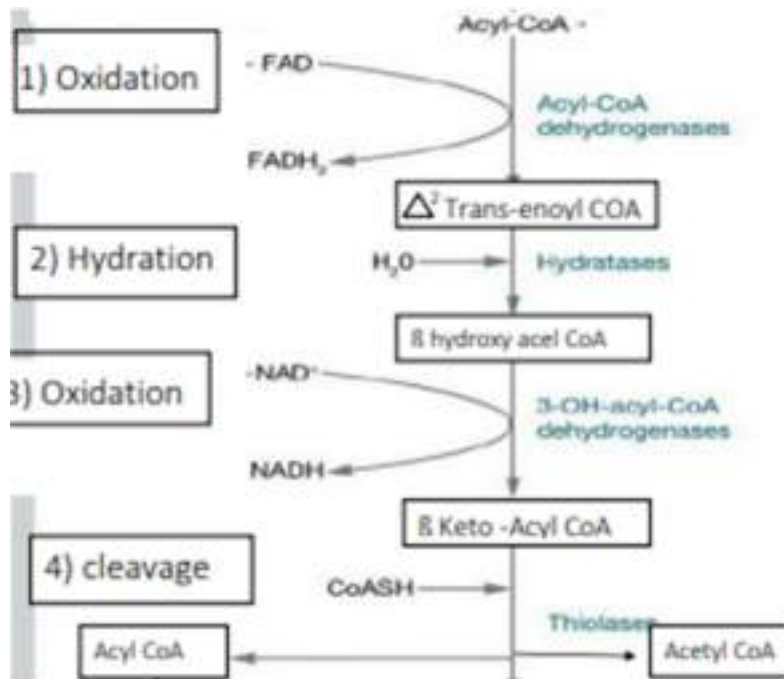 Acyl-CoA -
1) Oxidation
- FAD
Acyl-CoA
dehydrogenases
FADH₂
Δ² Trans-enoyl COA
2) Hydration
H₂0
Hydratases
ß hydroxy acel CoA
3) Oxidation
-NAD⁺
3-OH-acyl-CoA
dehydrogenases
NADH
ß Keto -Acyl CoA
4) cleavage
CoASH
Thiolases
Acyl CoA
Acetyl CoA